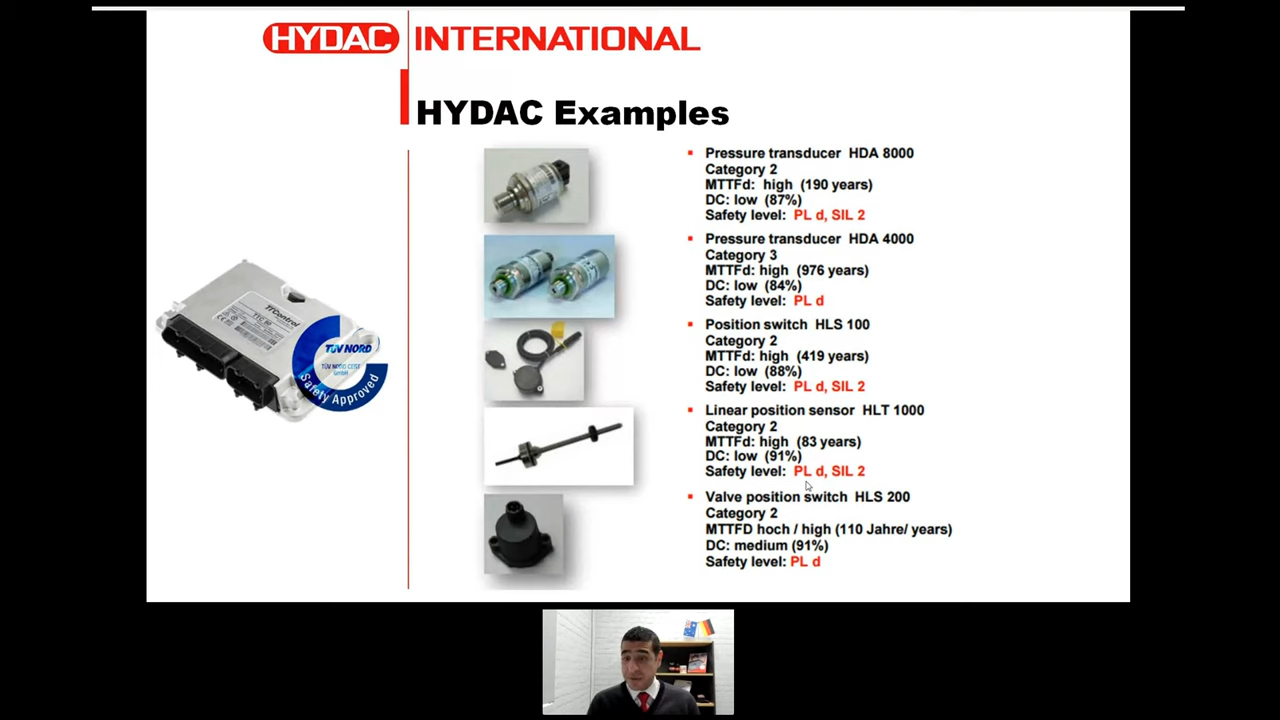 HYDAC INTERNATIONAL
HYDAC Examples
Pressure transducer HDA 8000
Category 2
MTTFd: high (190 years)
DC: low (87%)
Safety level: PL d, SIL 2
Pressure transducer HDA 4000
Category 3
MTTFd: high (976 years)
DC: low (84%)
Safety level: PL d
Position switch HLS 100
Category 2
MTTFd: high (419 years)
DC: low (88%)
Safety level: PL d, SIL 2
Linear position sensor HLT 1000
Category 2
MTTFd: high (83 years)
DC: low (91%)
Safety level: PL d, SIL 2
Valve position switch HLS 200
Category 2
MTTFD hoch / high (110 Jahre/ years)
DC: medium (91%)
Safety level: PL d
TTControl
TTC 50
TÜV NORD
TÜV NORD CERT
GmbH
Safety Approved